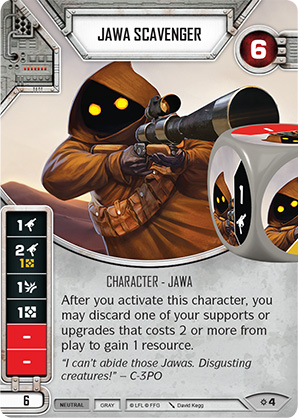 JAWA SCAVENGER
6
1
2
1
1
1
1
–
–
CHARACTER - JAWA
After you activate this character, you
may discard one of your supports or
upgrades that costs 2 or more from
play to gain 1 resource.
“I can’t abide those Jawas. Disgusting
creatures!” – C-3PO
6
NEUTRAL
GRAY
© LFL © FFG
David Kegg
4